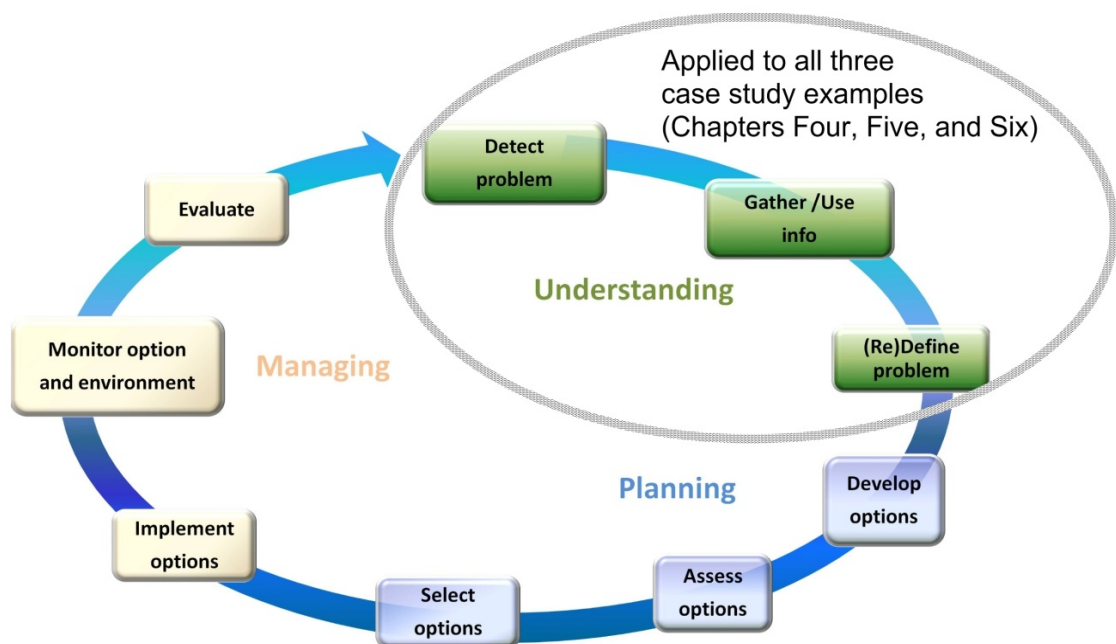 Applied to all three
case study examples
(Chapters Four, Five, and Six)
Detect
problem
Gather /Use
info
(Re)Define
problem
Understanding
Develop
options
Assess
options
Select
options
Planning
Implement
options
Monitor option
and environment
Evaluate
Managing